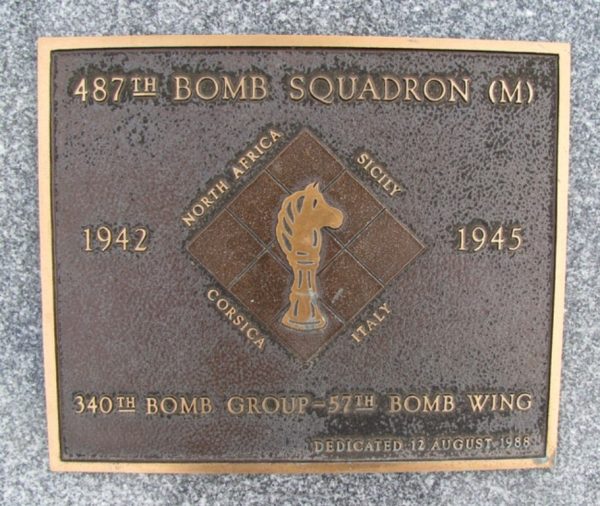 487TH BOMB SQUADRON (M)
NORTH AFRICA
SICILY
1942
1945
CORSICA
ITALY
340TH BOMB GROUP-57TH BOMB WING
DEDICATED 12 AUGUST 1988